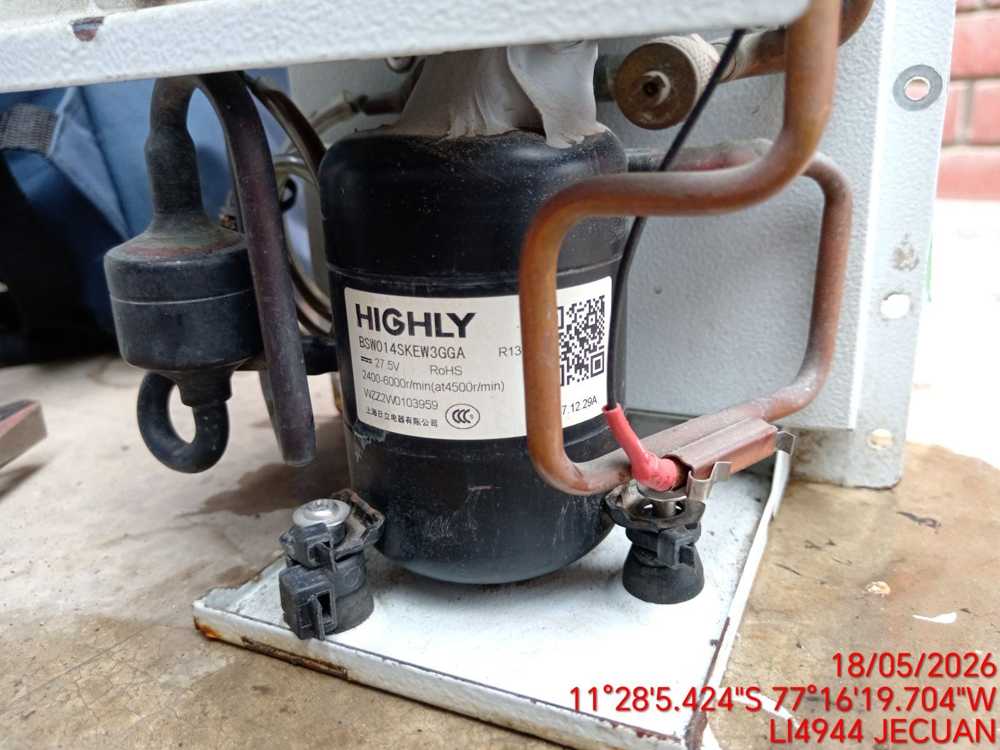 HIGHLY
BSW014SKEW3GGA R13
27.5V RoHS
2400-6000r/min(at4500r/min)
WZZ2W0103959
上海日立电器有限公司 CCC S
7.12.29A
18/05/2026
11°28'5.424"S 77°16'19.704"W
LI4944 JECUAN